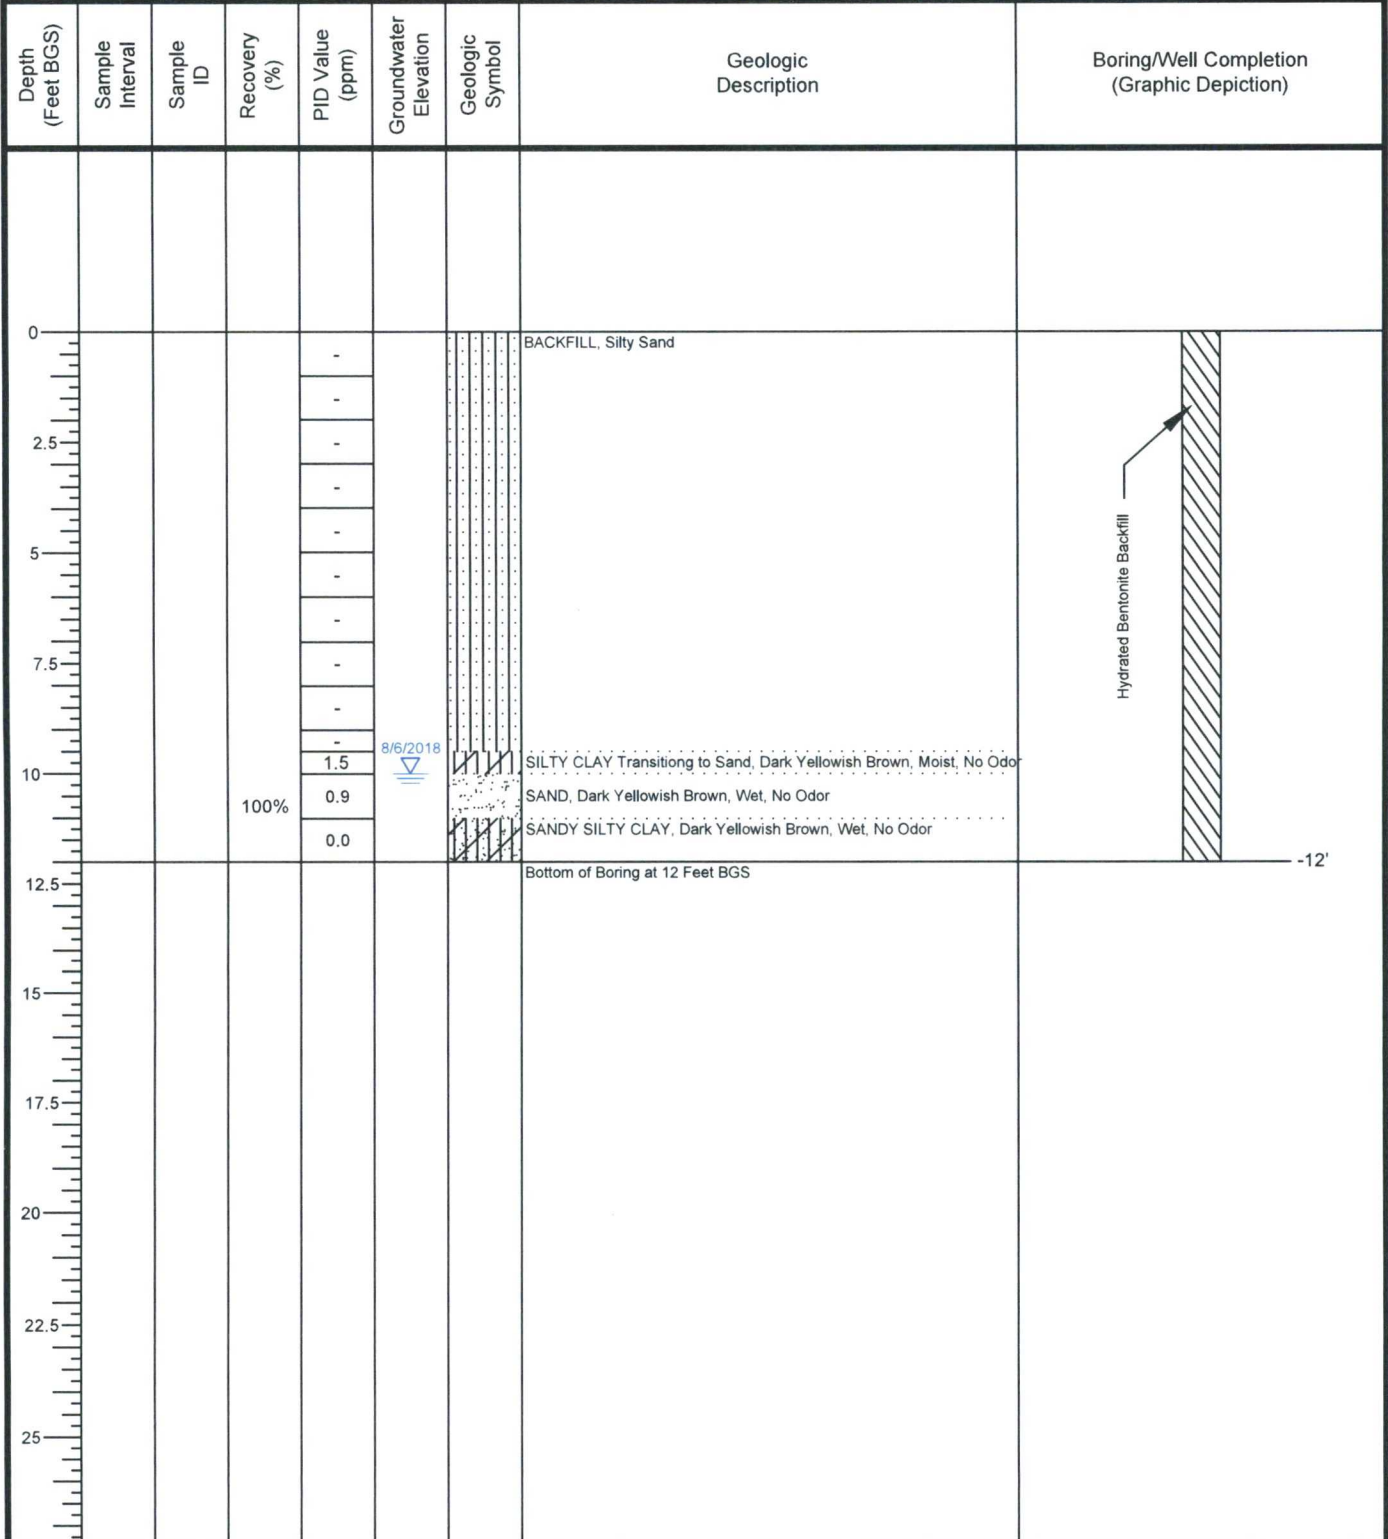 Depth
(Feet BGS)
Sample
Interval
Sample
ID
Recovery
(%)
PID Value
(ppm)
Groundwater
Elevation
Geologic
Symbol
Geologic
Description
Boring/Well Completion
(Graphic Depiction)
0
BACKFILL, Silty Sand
-
-
2.5
-
-
-
5
-
-
7.5
-
-
-
Hydrated Bentonite Backfill
8/6/2018
1.5
SILTY CLAY Transitiong to Sand, Dark Yellowish Brown, Moist, No Odor
10
0.9
SAND, Dark Yellowish Brown, Wet, No Odor
100%
SANDY SILTY CLAY, Dark Yellowish Brown, Wet, No Odor
0.0
-12'
Bottom of Boring at 12 Feet BGS
12.5
15
17.5
20
22.5
25